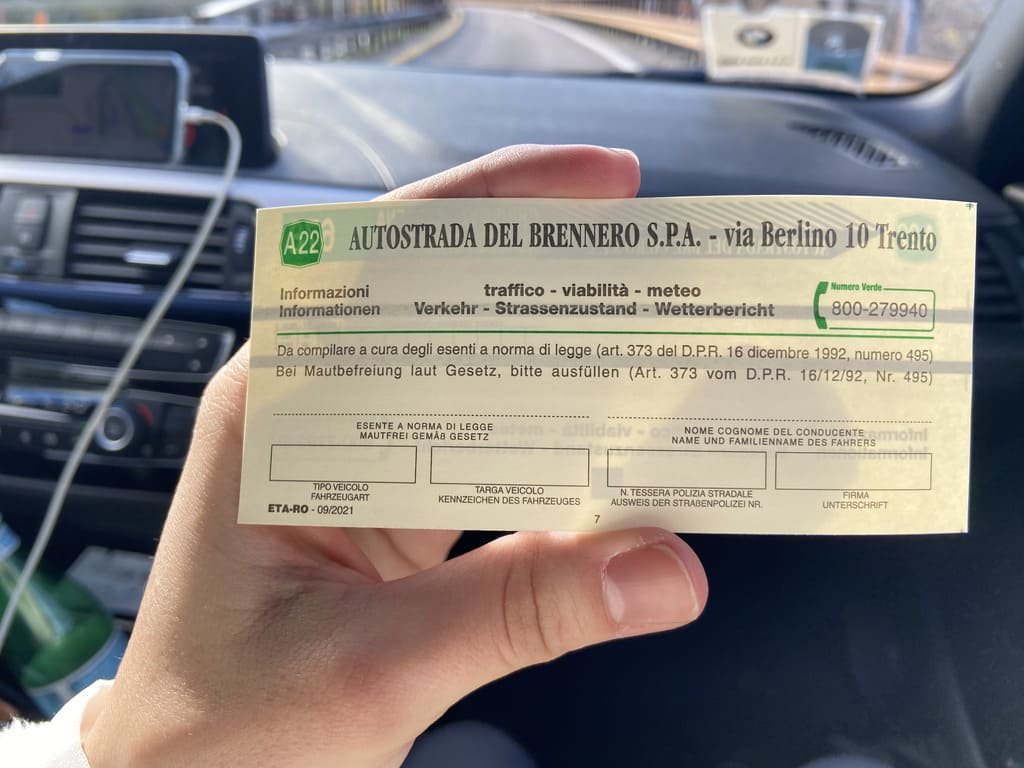 A22 AUTOSTRADA DEL BRENNERO S.P.A. - via Berlino 10 Trento
Informazioni traffico - viabilità - meteo
Informationen Verkehr - Strassenzustand - Wetterbericht
Numero Verde
800-279940
Da compilare a cura degli esenti a norma di legge (art. 373 del D.P.R. 16 dicembre 1992, numero 495)
Bei Mautbefreiung laut Gesetz, bitte ausfüllen (Art. 373 vom D.P.R. 16/12/92, Nr. 495)
ESENTE A NORMA DI LEGGE
MAUTFREI GEMÄß GESETZ
NOME COGNOME DEL CONDUCENTE
NAME UND FAMILIENNAME DES FAHRERS
TIPO VEICOLO
FAHRZEUGART
TARGA VEICOLO
KENNZEICHEN DES FAHRZEUGES
N. TESSERA POLIZIA STRADALE
AUSWEIS DER STRAßENPOLIZEI NR.
FIRMA
UNTERSCHRIFT
ETA-RO - 09/2021
7